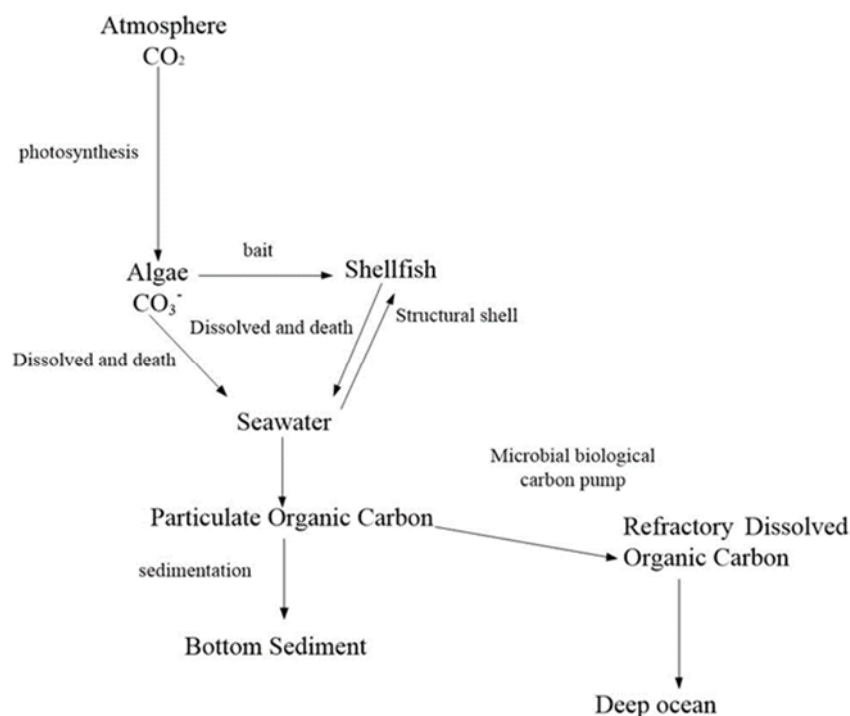 Atmosphere
CO₂
photosynthesis
bait
Algae
Shellfish
CO₃⁻
Structural shell
Dissolved and death
Dissolved and death
Seawater
Microbial biological
carbon pump
Particulate Organic Carbon
Refractory Dissolved
Organic Carbon
sedimentation
Bottom Sediment
Deep ocean